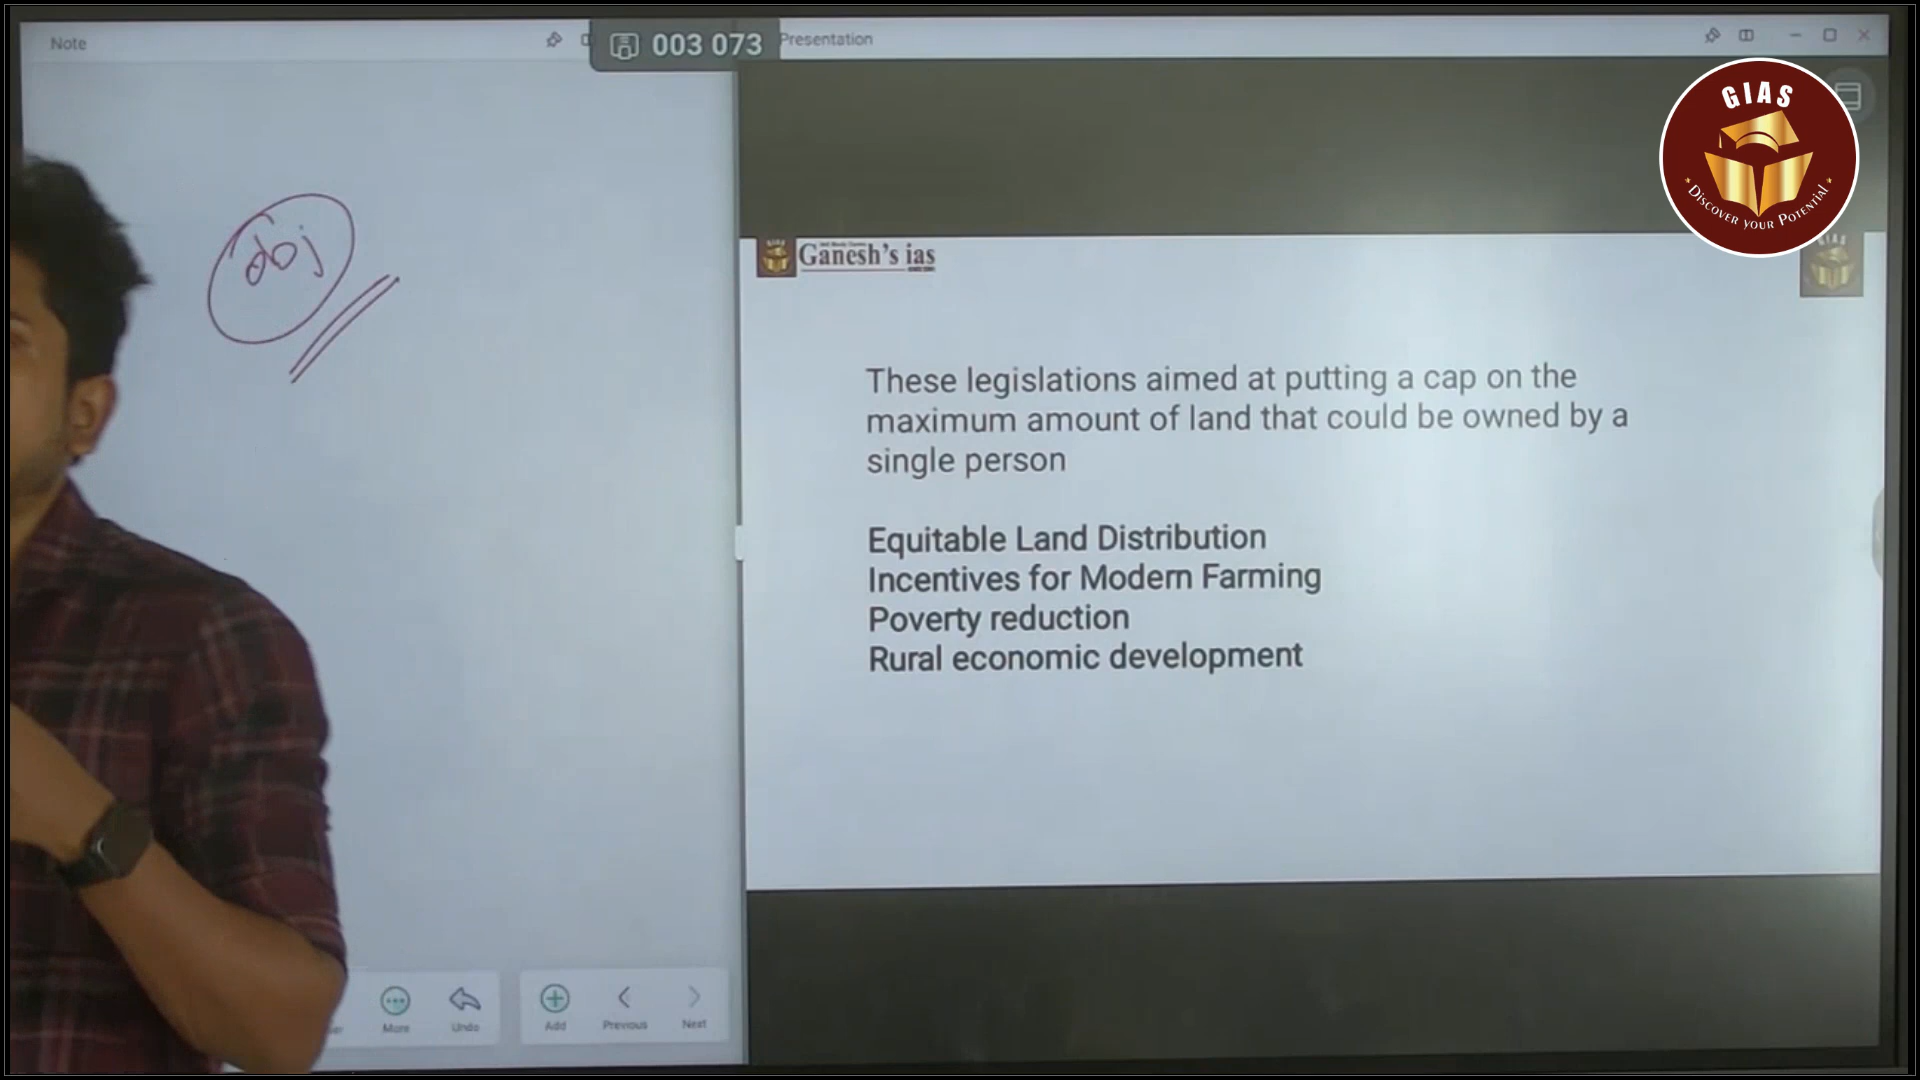 Note
003 073
Presentation
GIAS
DISCOVER YOUR POTENTIAL
Ganesh's ias
GIAS
These legislations aimed at putting a cap on the
maximum amount of land that could be owned by a
single person
Equitable Land Distribution
Incentives for Modern Farming
Poverty reduction
Rural economic development
More
Undo
Add
Previous
Next